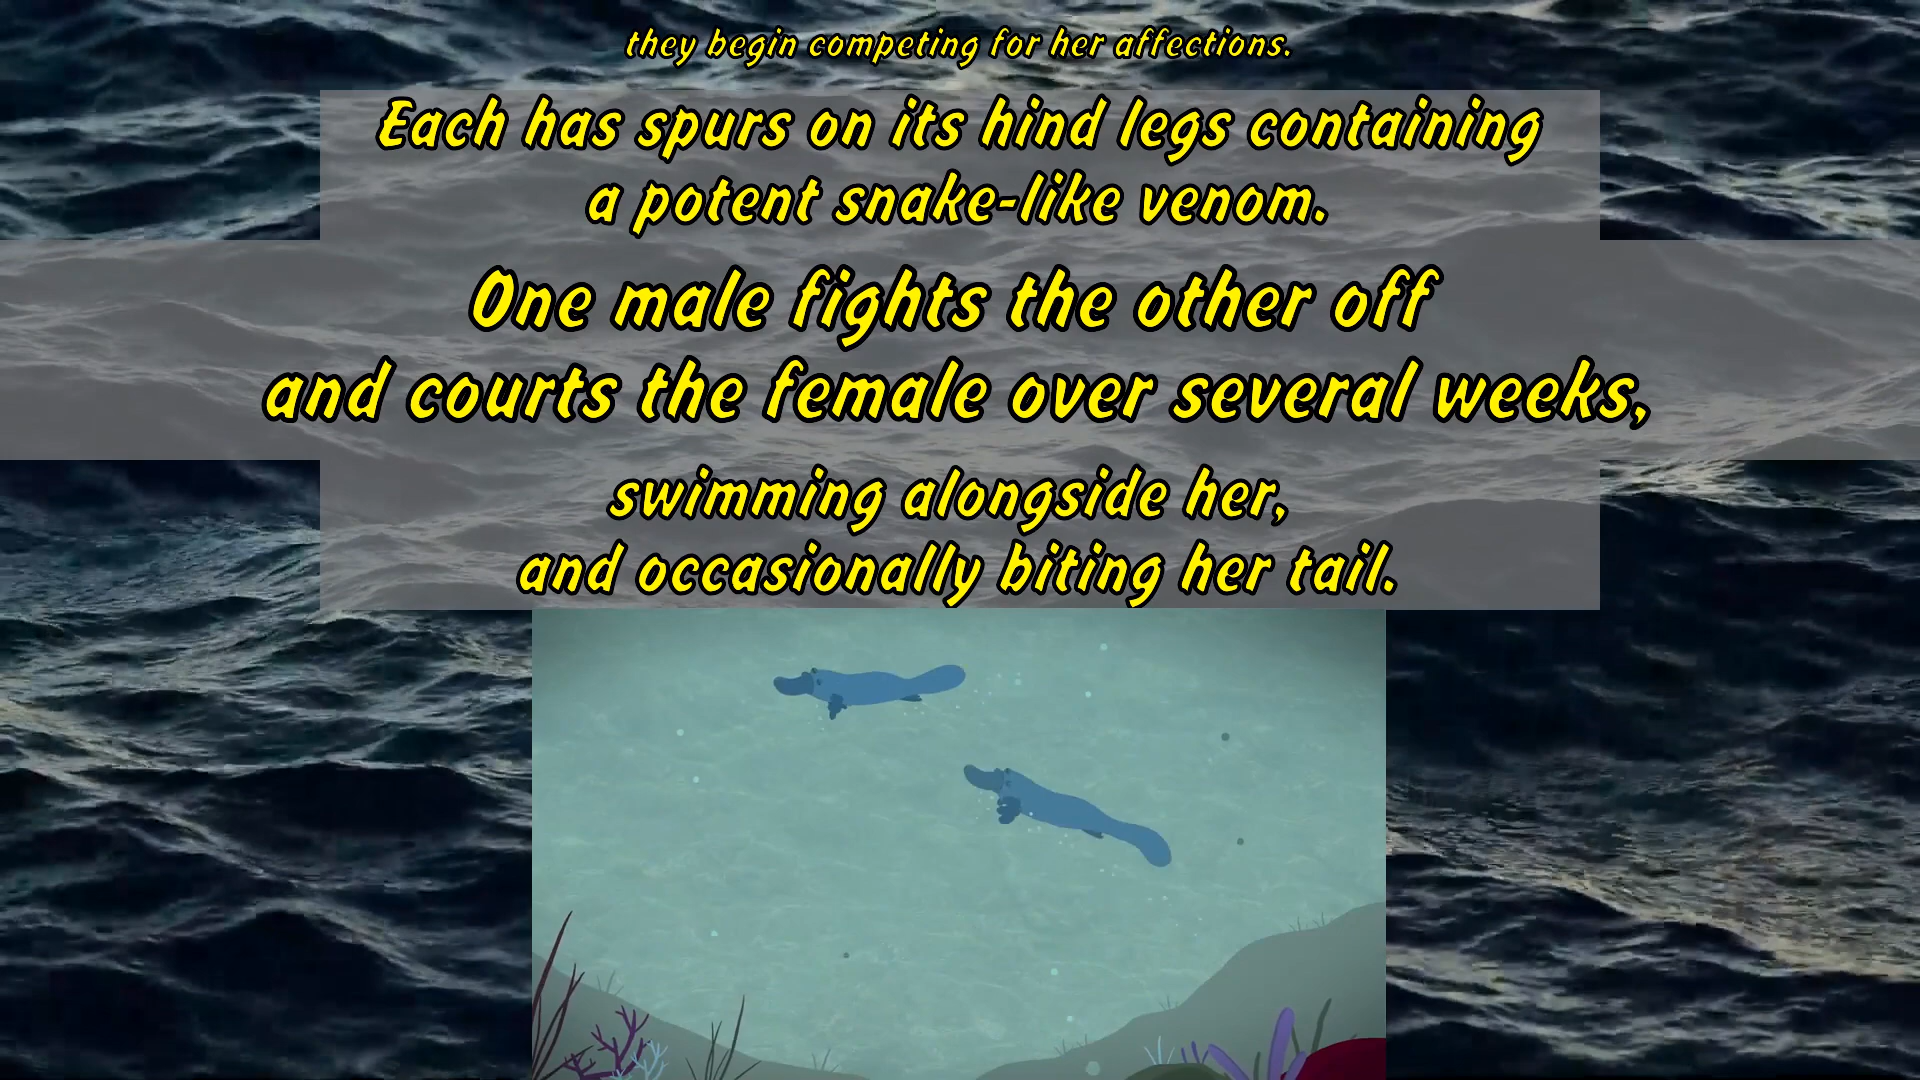 they begin competing for her affections.
Each has spurs on its hind legs containing
a potent snake-like venom.
One male fights the other off
and courts the female over several weeks,
swimming alongside her,
and occasionally biting her tail.